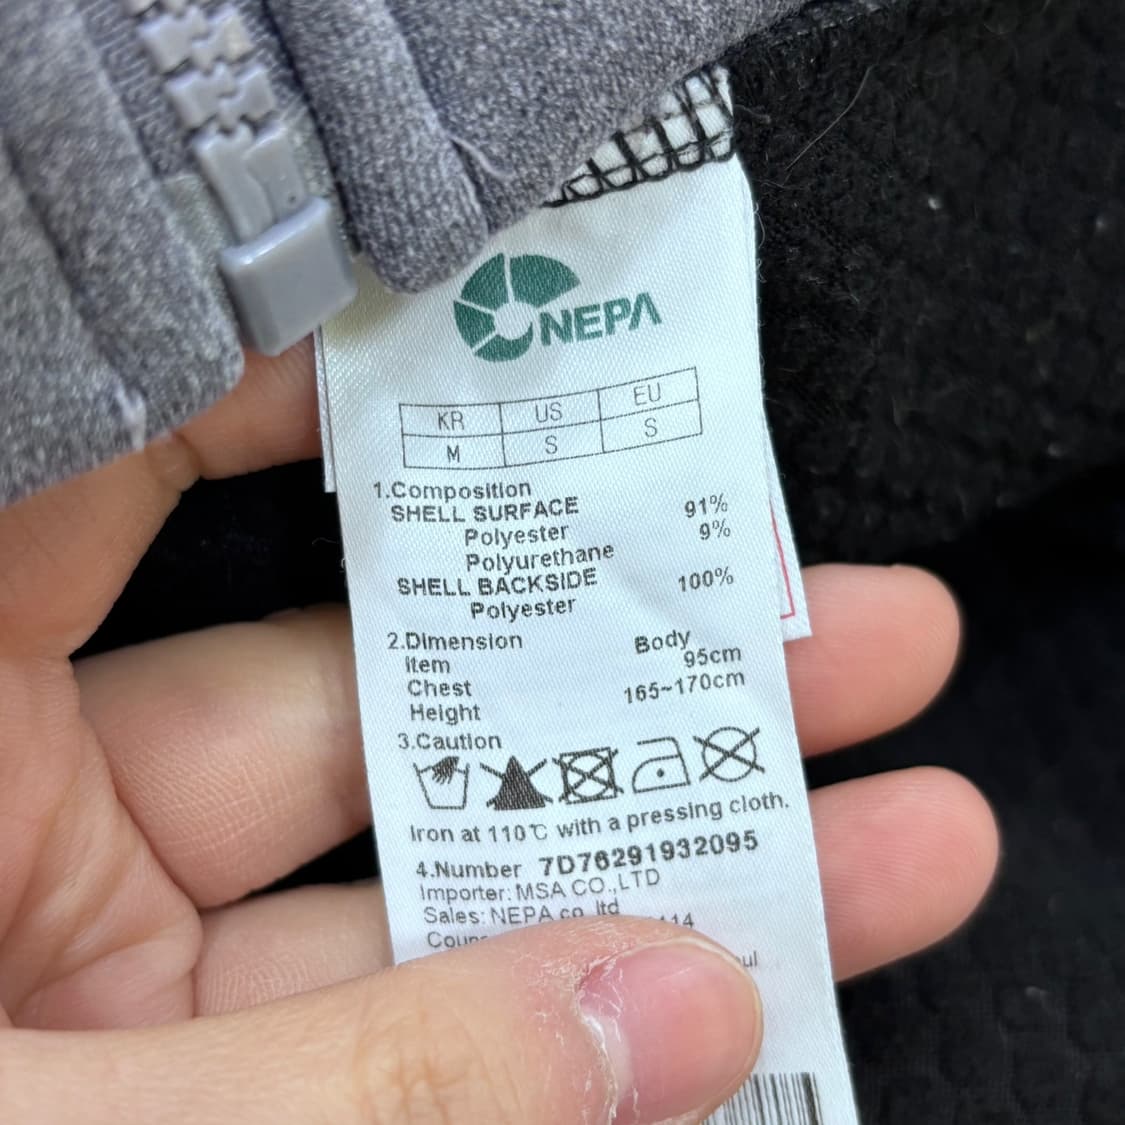 NEPA
KR US EU
M S S
1.Composition
SHELL SURFACE
Polyester 91%
Polyurethane 9%
SHELL BACKSIDE
Polyester 100%
2.Dimension
Item Body
Chest 95cm
Height 165~170cm
3.Caution
Iron at 110℃ with a pressing cloth.
4.Number 7D76291932095
Importer: MSA CO.,LTD
Sales: NEPA co. ltd
114